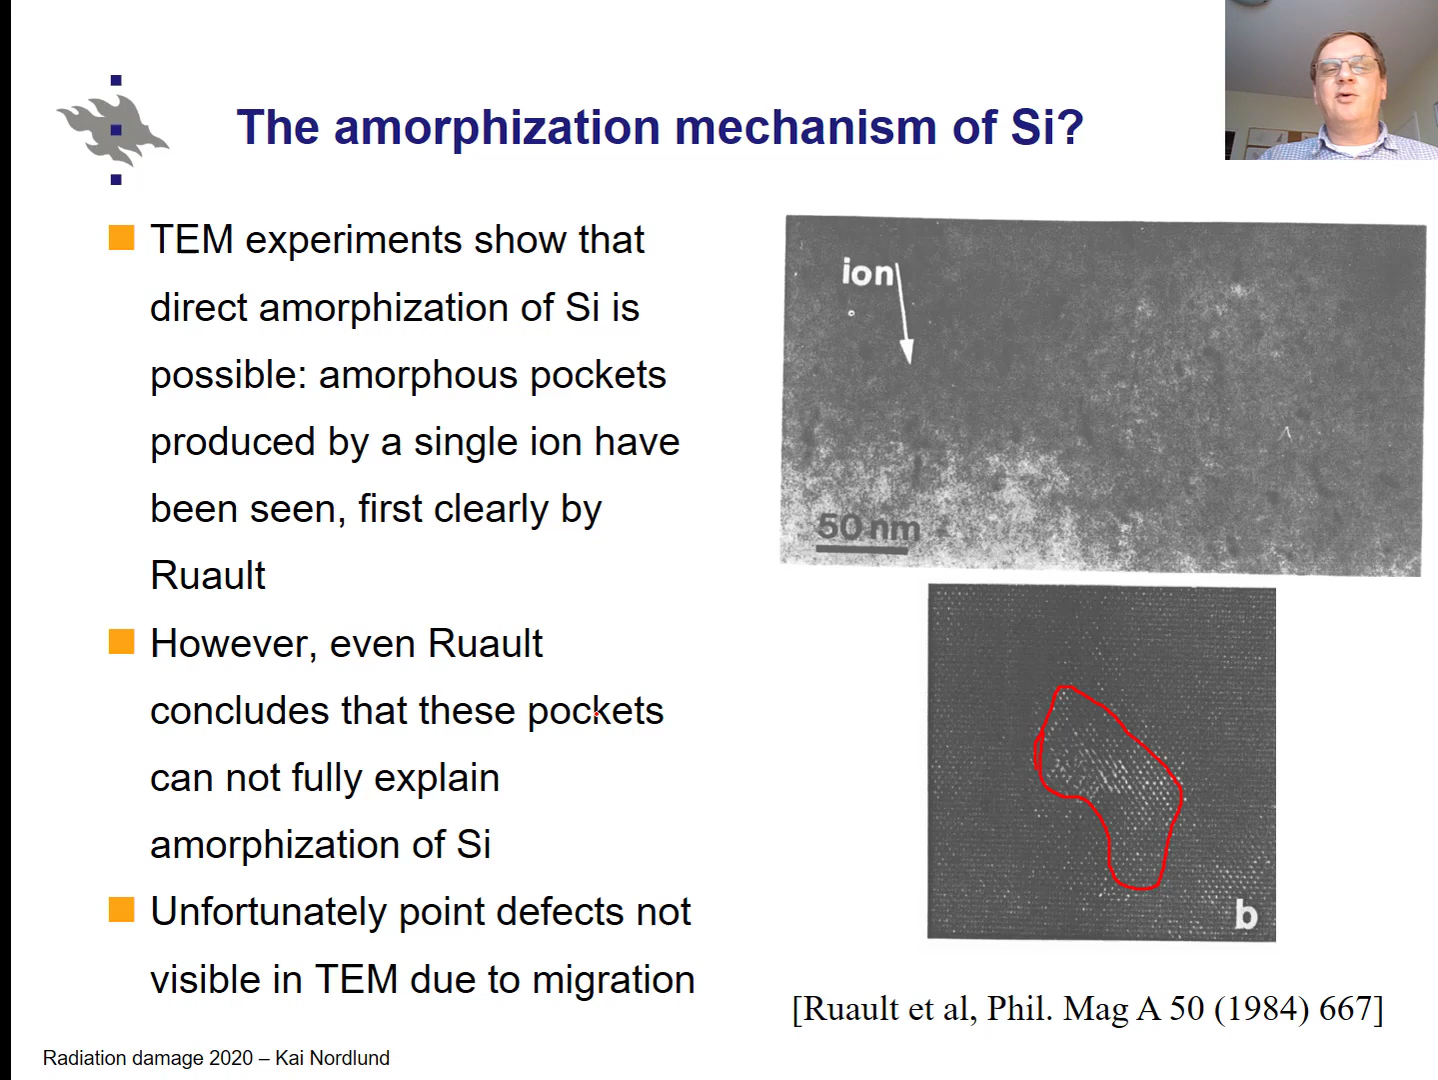 The amorphization mechanism of Si?
TEM experiments show that
direct amorphization of Si is
possible: amorphous pockets
produced by a single ion have
been seen, first clearly by
Ruault
However, even Ruault
concludes that these pockets
can not fully explain
amorphization of Si
Unfortunately point defects not
visible in TEM due to migration
ion
50 nm
b
[Ruault et al, Phil. Mag A 50 (1984) 667]
Radiation damage 2020 – Kai Nordlund